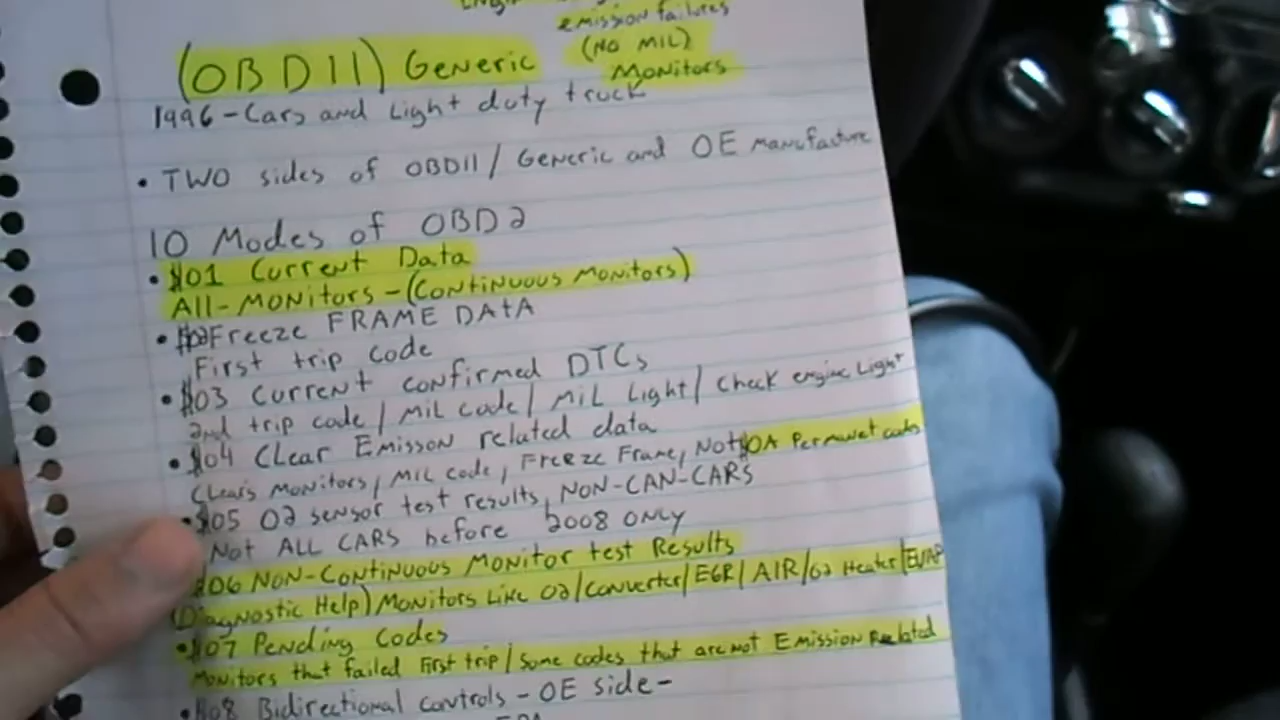 emission failures
(NO MIL)
Monitors
(OBD11) Generic
1996-Cars and Light duty truck
• TWO sides of OBD11/ Generic and OE manufacture
10 Modes of OBD2
• $01 Current Data
All-Monitors-(Continuous Monitors)
• Freeze FRAME DATA
First trip code
• $03 Current confirmed DTCs
2nd trip code/ MIL code/ MIL Light/ Check engine Light
• $04 Clear Emisson related data
Clears Monitors, MIL code, Freeze Frame, Not $0A Permanet codes
• $05 O2 sensor test results, NON-CAN-CARS
Not ALL CARS before 2008 ONLY
$06 NON-Continuous Monitor test Results
(Diagnostic Help) Monitors Like O2/Converter/EGR/AIR/O2 Heater/EVAP
• $07 Pending Codes
Monitors that failed First trip/ Some codes that are not Emission Related
• $08 Bidirectional controls - OE side-